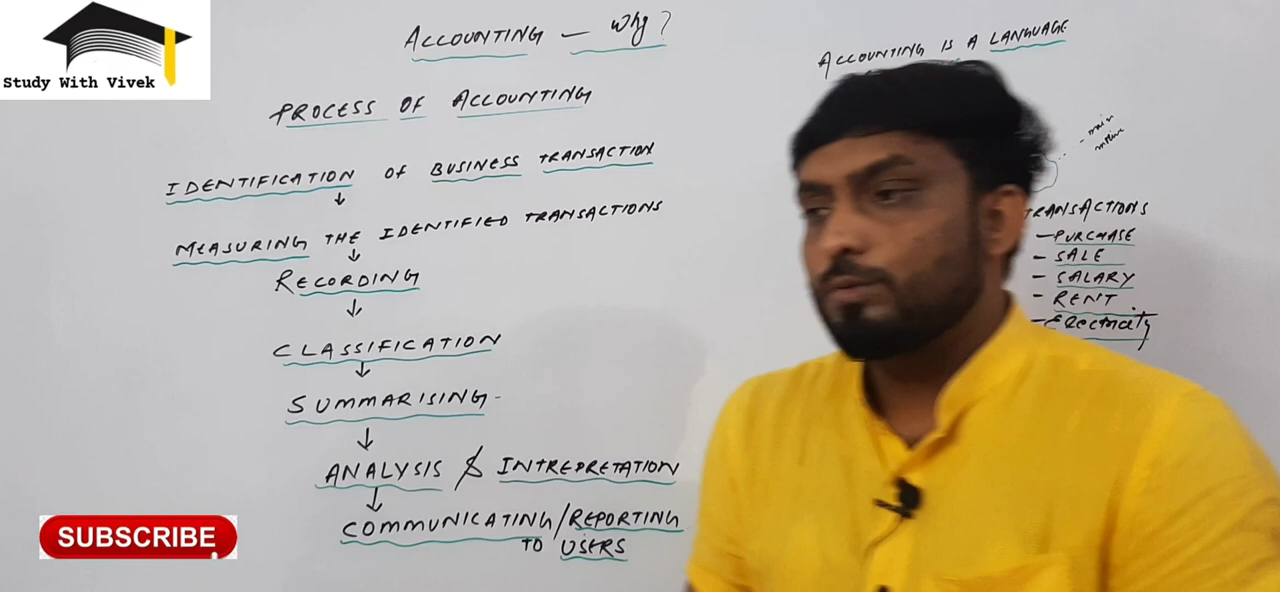 Study With Vivek
ACCOUNTING — Why?
PROCESS OF ACCOUNTING
IDENTIFICATION OF BUSINESS TRANSACTION
MEASURING THE IDENTIFIED TRANSACTIONS
RECORDING
CLASSIFICATION
SUMMARISING
ANALYSIS & INTREPRETATION
COMMUNICATING/REPORTING
TO USERS
SUBSCRIBE
ACCOUNTING IS A LANGUAGE
TRANSACTIONS
- PURCHASE
- SALE
- SALARY
- RENT
- Electricity